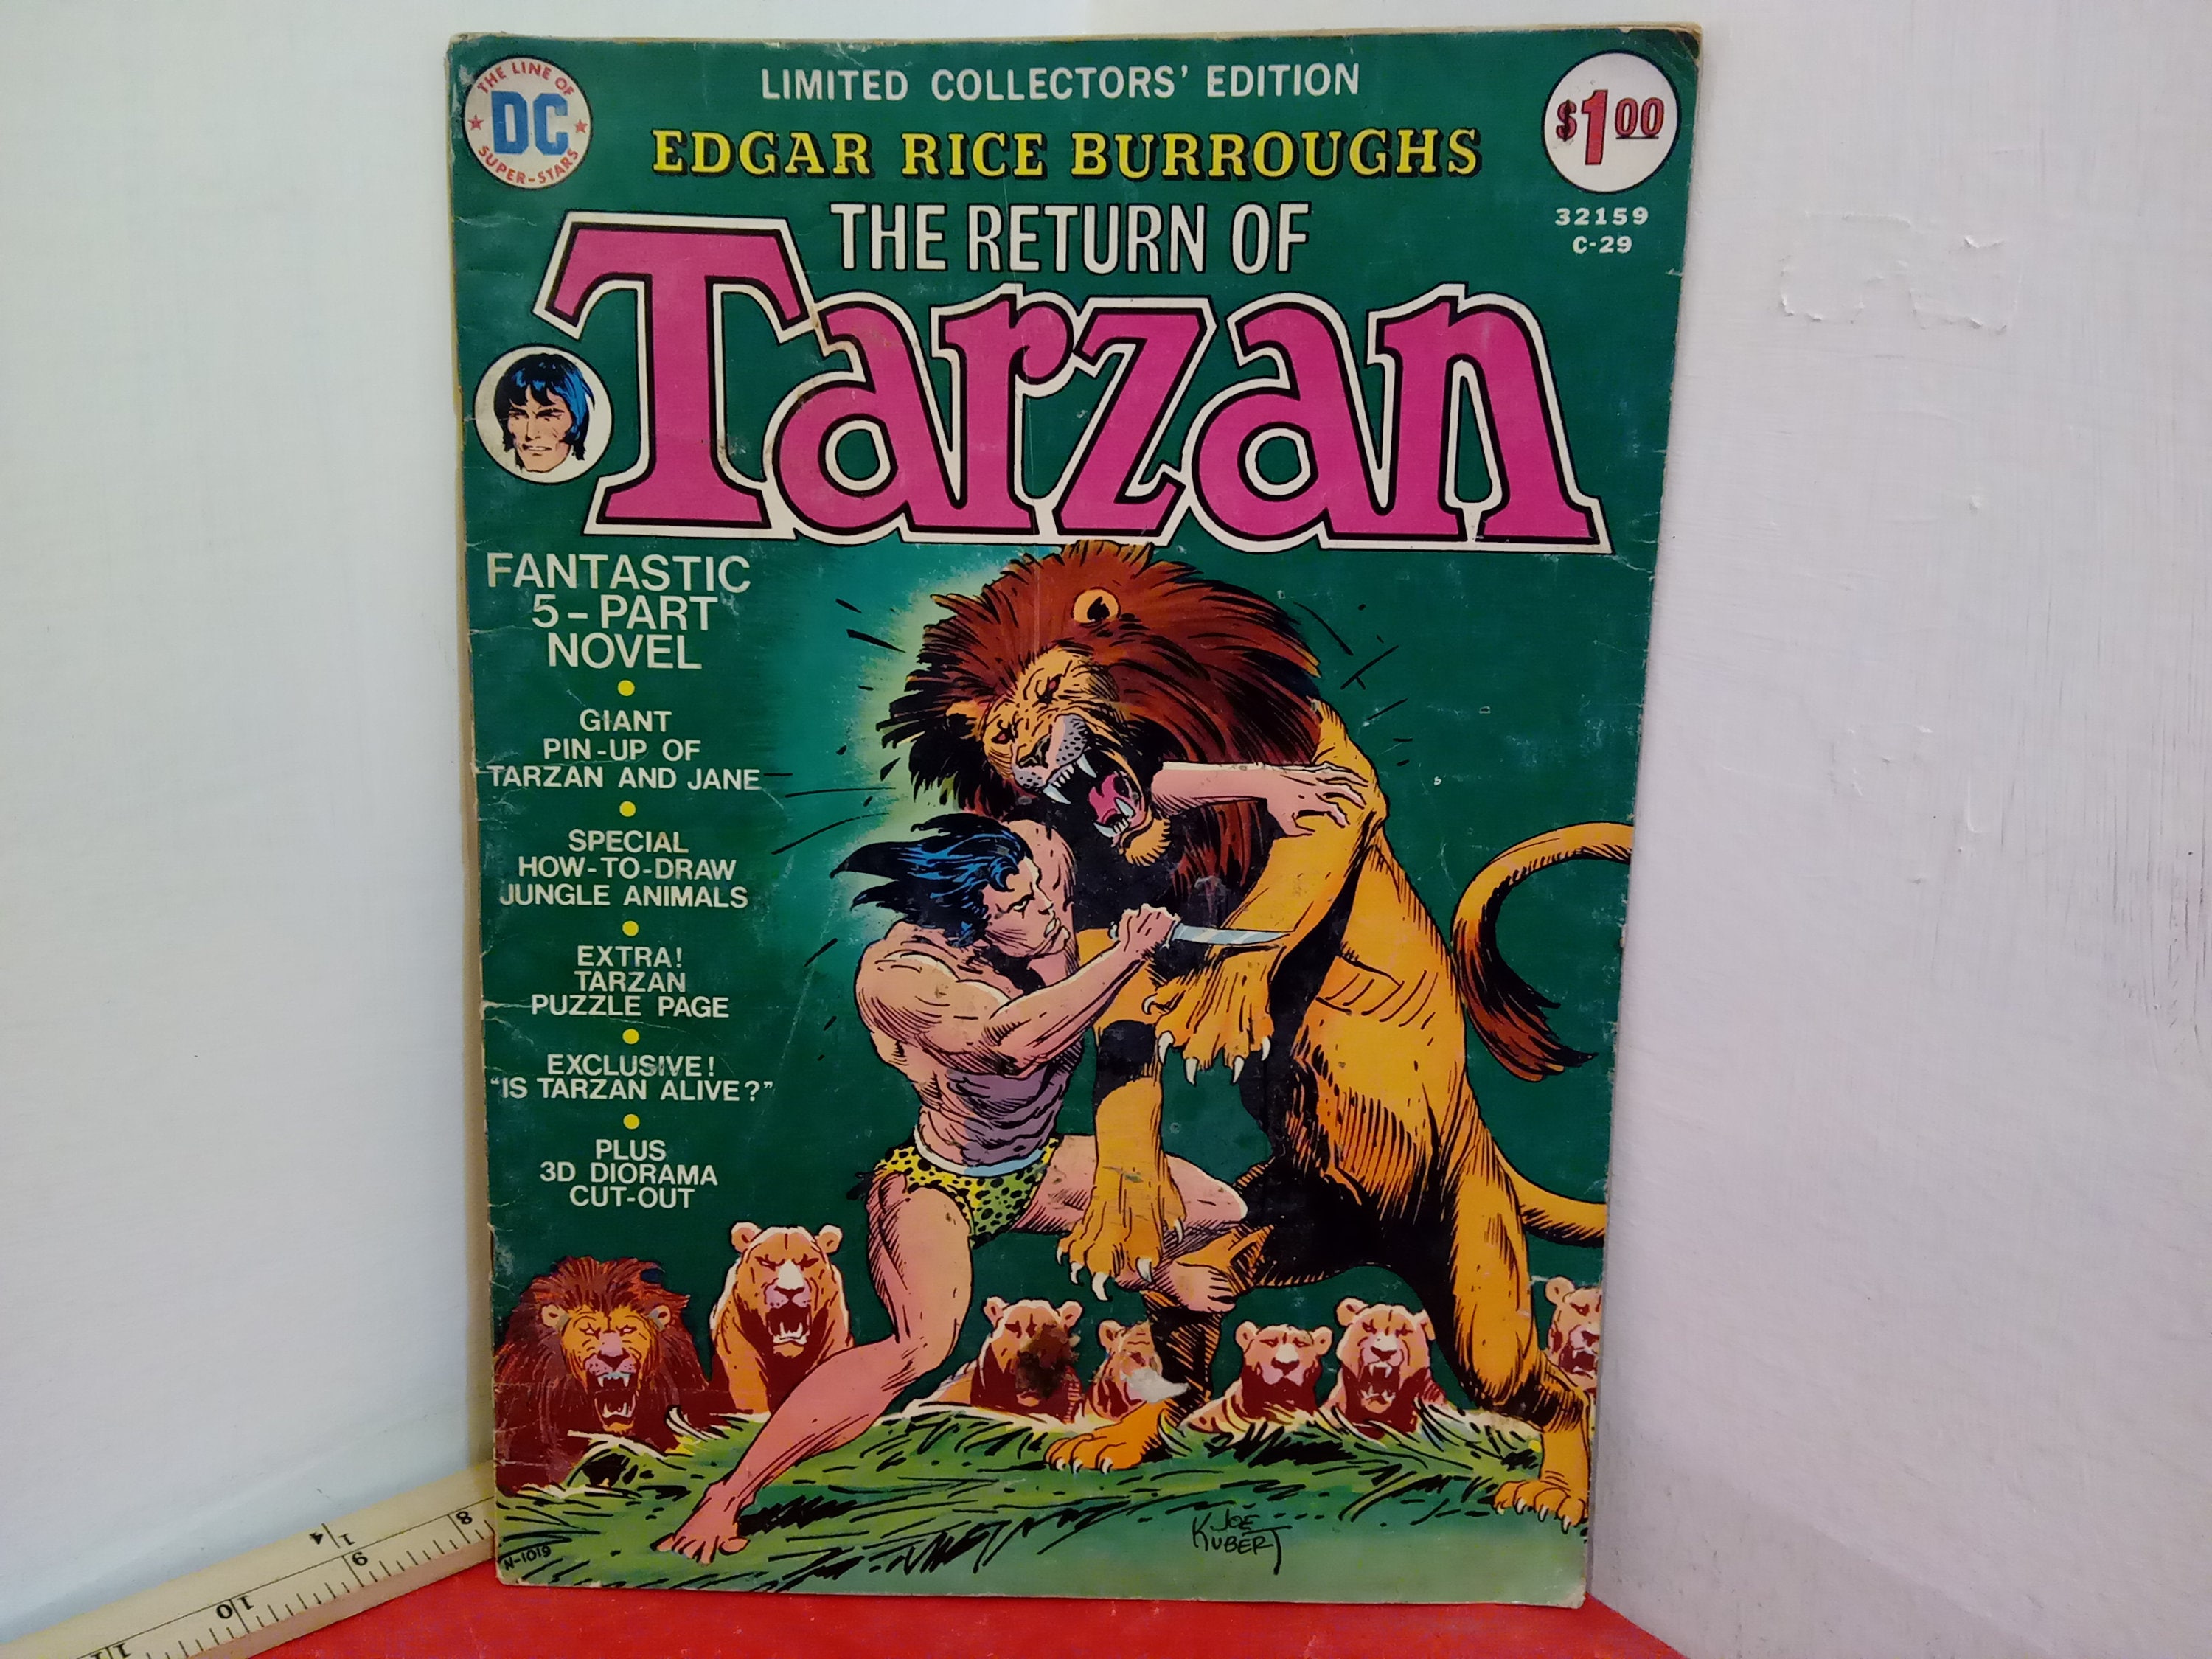 THE LINE OF
DC
SUPER-STARS
LIMITED COLLECTORS' EDITION
$1.00
EDGAR RICE BURROUGHS
32159
C-29
THE RETURN OF
Tarzan
FANTASTIC
5-PART
NOVEL
GIANT
PIN-UP OF
TARZAN AND JANE
SPECIAL
HOW-TO-DRAW
JUNGLE ANIMALS
EXTRA!
TARZAN
PUZZLE PAGE
EXCLUSIVE!
"IS TARZAN ALIVE?"
PLUS
3D DIORAMA
CUT-OUT
JOE
KUBERT
N-1019
8
14
9
10